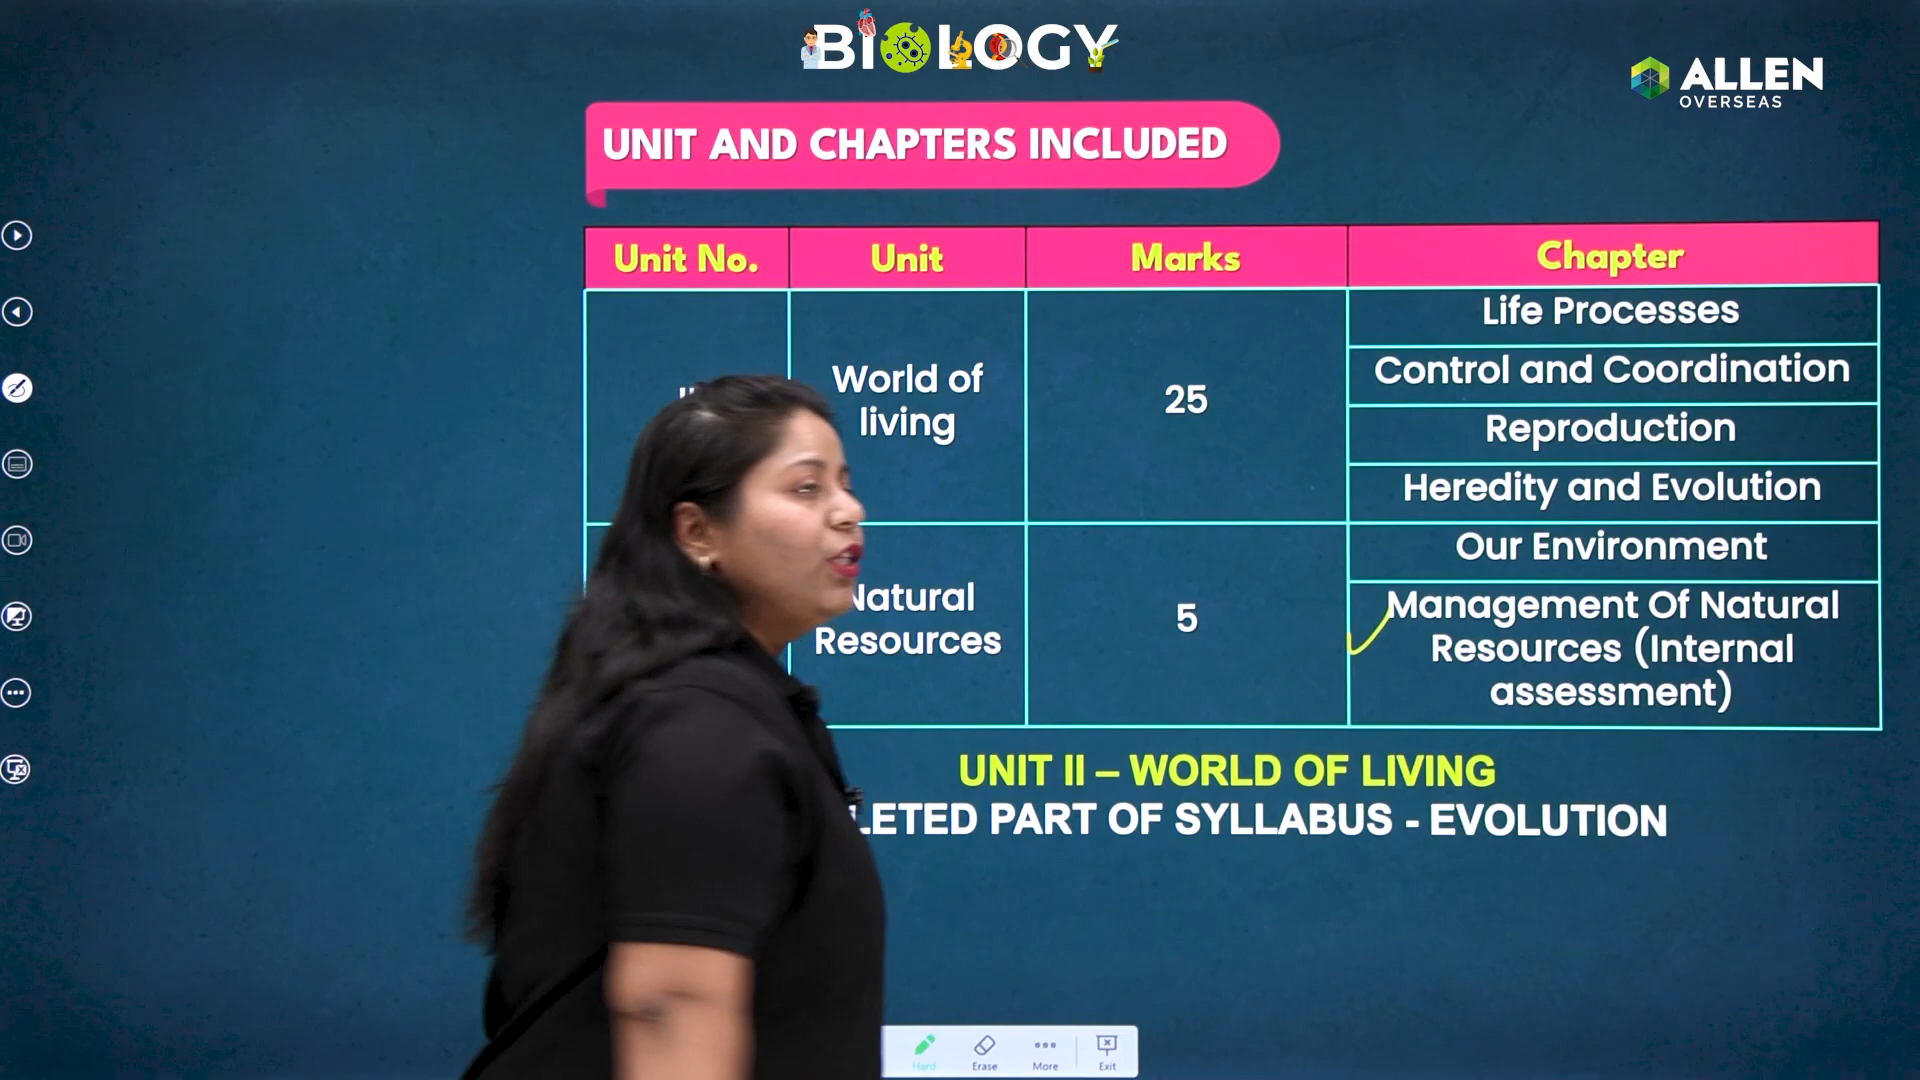 BIOLOGY
ALLEN
OVERSEAS
UNIT AND CHAPTERS INCLUDED
Unit No.
Unit
Marks
Chapter
World of
living
25
Life Processes
Control and Coordination
Reproduction
Heredity and Evolution
Natural
Resources
5
Our Environment
Management Of Natural
Resources (Internal
assessment)
UNIT II – WORLD OF LIVING
LETED PART OF SYLLABUS - EVOLUTION
Hard
Erase
More
Exit